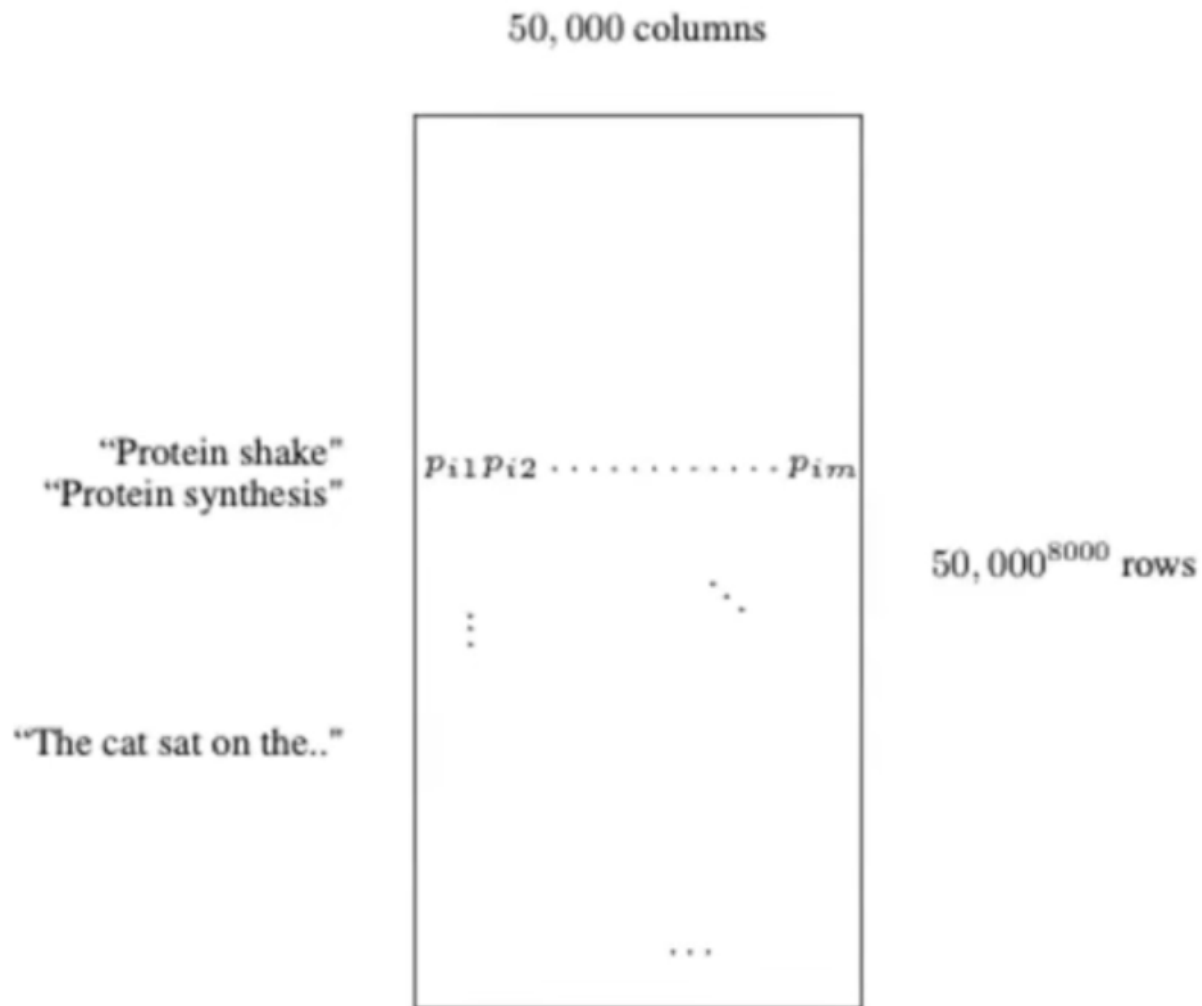 50, 000 columns
“Protein shake”
“Protein synthesis”
p_{i1}p_{i2} ············ p_{im}
50, 000^{8000} rows
⋱
⋮
“The cat sat on the..”
···